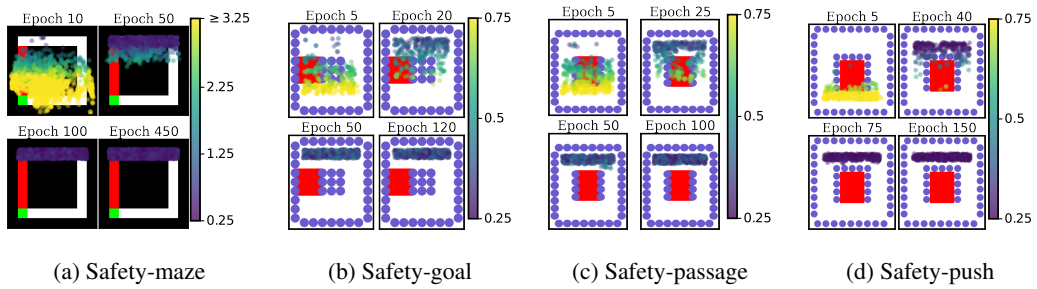 Epoch 10 Epoch 50
≥ 3.25
2.25
1.25
0.25
Epoch 100 Epoch 450
(a) Safety-maze
Epoch 5 Epoch 20
0.75
0.5
0.25
Epoch 50 Epoch 120
(b) Safety-goal
Epoch 5 Epoch 25
0.75
0.5
0.25
Epoch 50 Epoch 100
(c) Safety-passage
Epoch 5 Epoch 40
0.75
0.5
0.25
Epoch 75 Epoch 150
(d) Safety-push